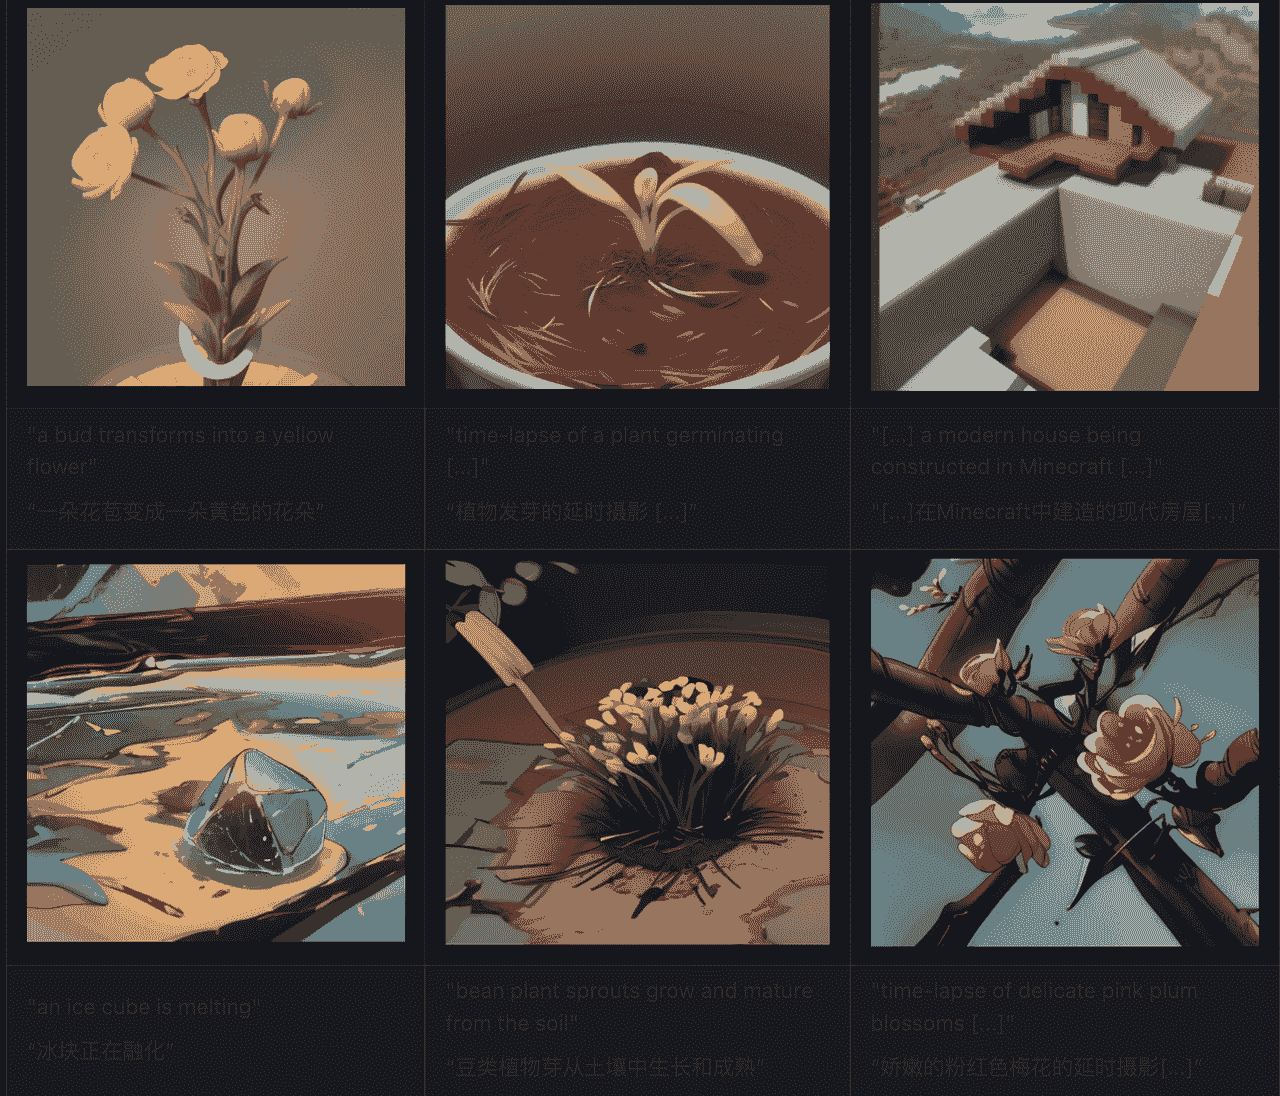 "a bud transforms into a yellow
flower"
“一朵花苞变成一朵黄色的花朵”
"time-lapse of a plant germinating
[...]"
“植物发芽的延时摄影 [...]”
"[...] a modern house being
constructed in Minecraft [...]"
"[...]在Minecraft中建造的现代房屋[...]"
"an ice cube is melting"
“冰块正在融化”
"bean plant sprouts grow and mature
from the soil"
“豆类植物芽从土壤中生长和成熟”
"time-lapse of delicate pink plum
blossoms [...]"
“娇嫩的粉红色梅花的延时摄影[...]”